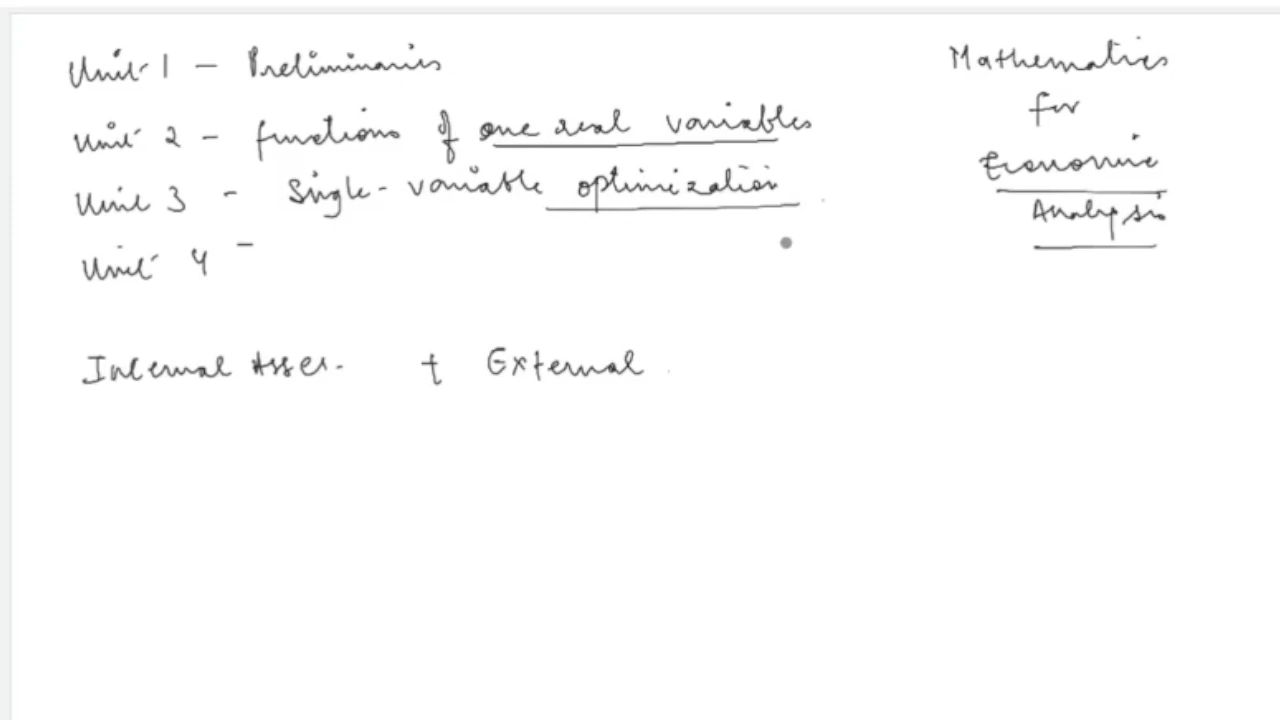 Unit 1 - Preliminaries
Unit 2 - functions of one real variables
Unit 3 - Single-variable optimization
Unit 4 -
Internal Asses. + External
Mathematics
for
Economic
Analysis